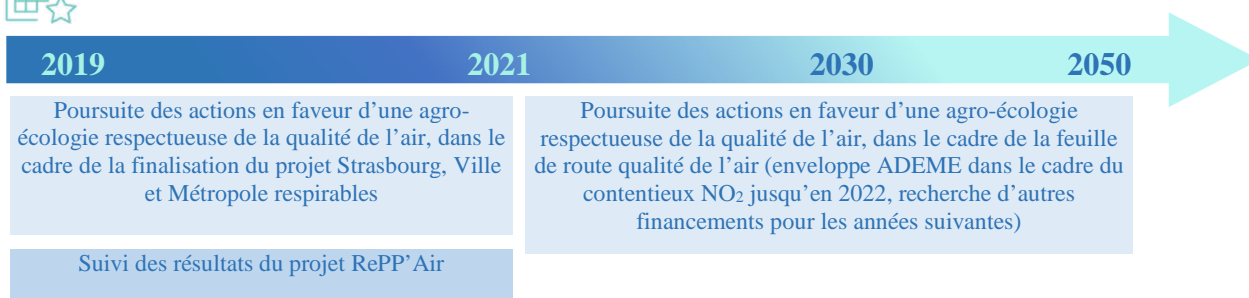 2019 2021 2030 2050
Poursuite des actions en faveur d’une agro-
écologie respectueuse de la qualité de l’air, dans le
cadre de la finalisation du projet Strasbourg, Ville
et Métropole respirables
Suivi des résultats du projet RePP’Air
Poursuite des actions en faveur d’une agro-écologie
respectueuse de la qualité de l’air, dans le cadre de la feuille
de route qualité de l’air (enveloppe ADEME dans le cadre du
contentieux NO₂ jusqu’en 2022, recherche d’autres
financements pour les années suivantes)